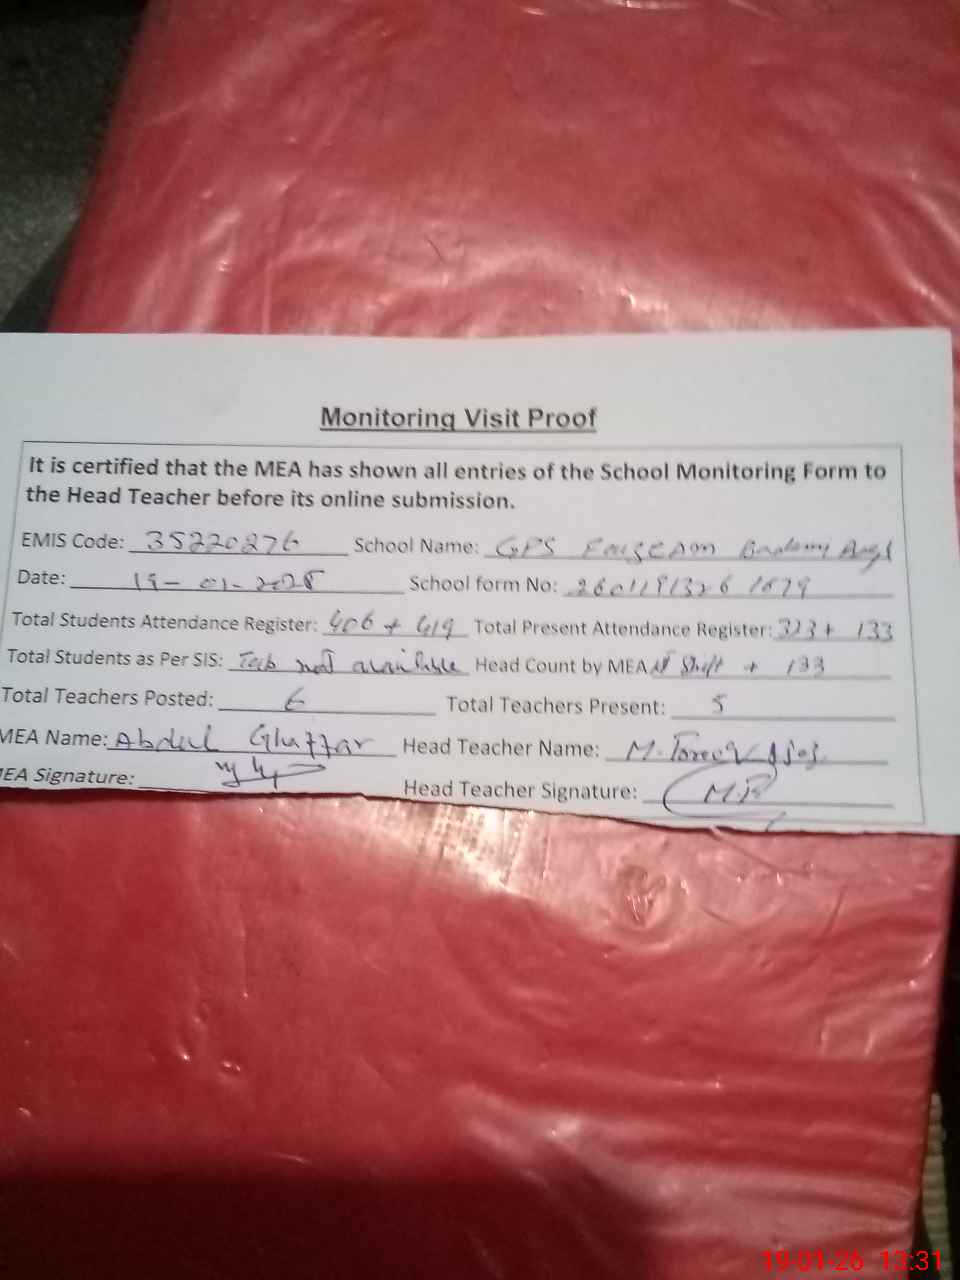 Monitoring Visit Proof
It is certified that the MEA has shown all entries of the School Monitoring Form to
the Head Teacher before its online submission.
EMIS Code: 35220276 School Name: GPS
Date: 19-01-2026 School form No:
Total Students Attendance Register: 406 + 419 Total Present Attendance Register: 323+ 133
Total Students as Per SIS: Tab not available Head Count by MEA Shift + 133
Total Teachers Posted: 6 Total Teachers Present: 5
MEA Name: Abdul Ghaffar Head Teacher Name: M.
EA Signature: Head Teacher Signature:
19-01-26 13:31